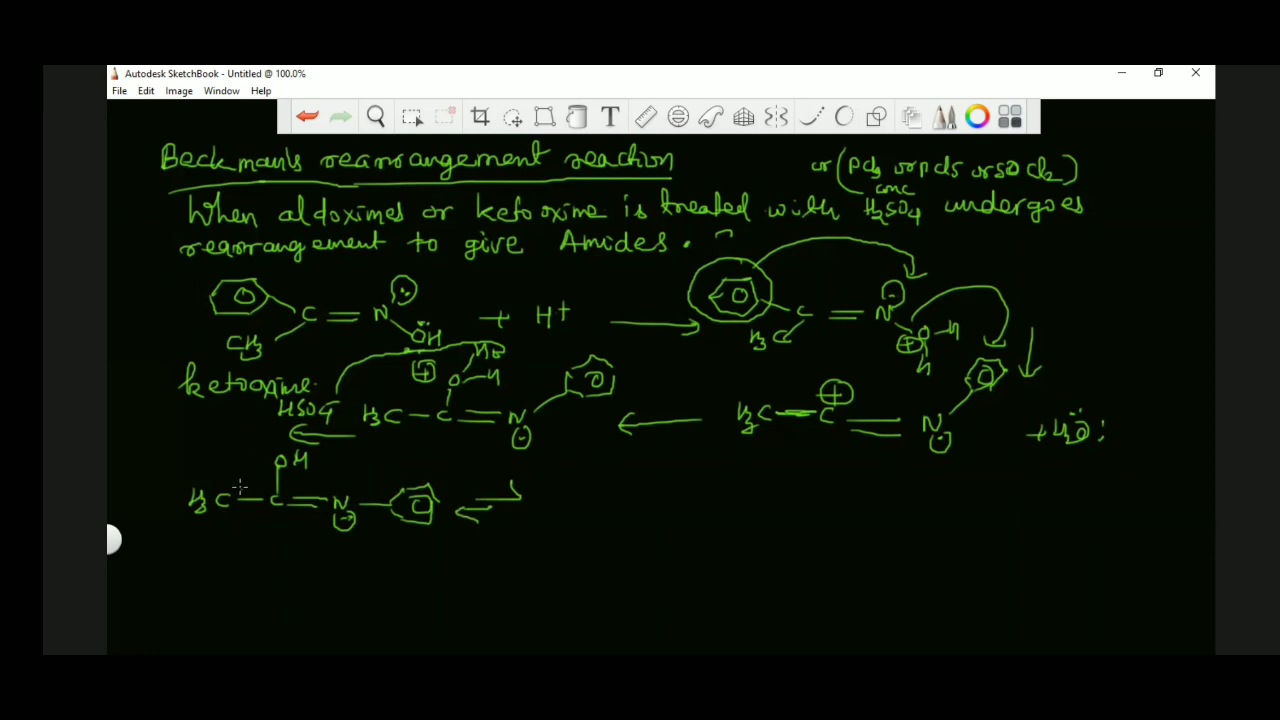 Autodesk SketchBook - Untitled @ 100.0%
File Edit Image Window Help
Beckman's rearrangement reaction
or (PCl3 or PCl5 or SOCl2)
When aldoximes or ketoxime is treated with conc H2SO4 undergoes
rearrangement to give Amides.
C = N
CH3
OH
+ H+
H3C
C = N
O H
H
ketoxime.
HSO4
H3C - C = N
O - H
H3C - C = N
+ H2O:
OH
H3C - C = N